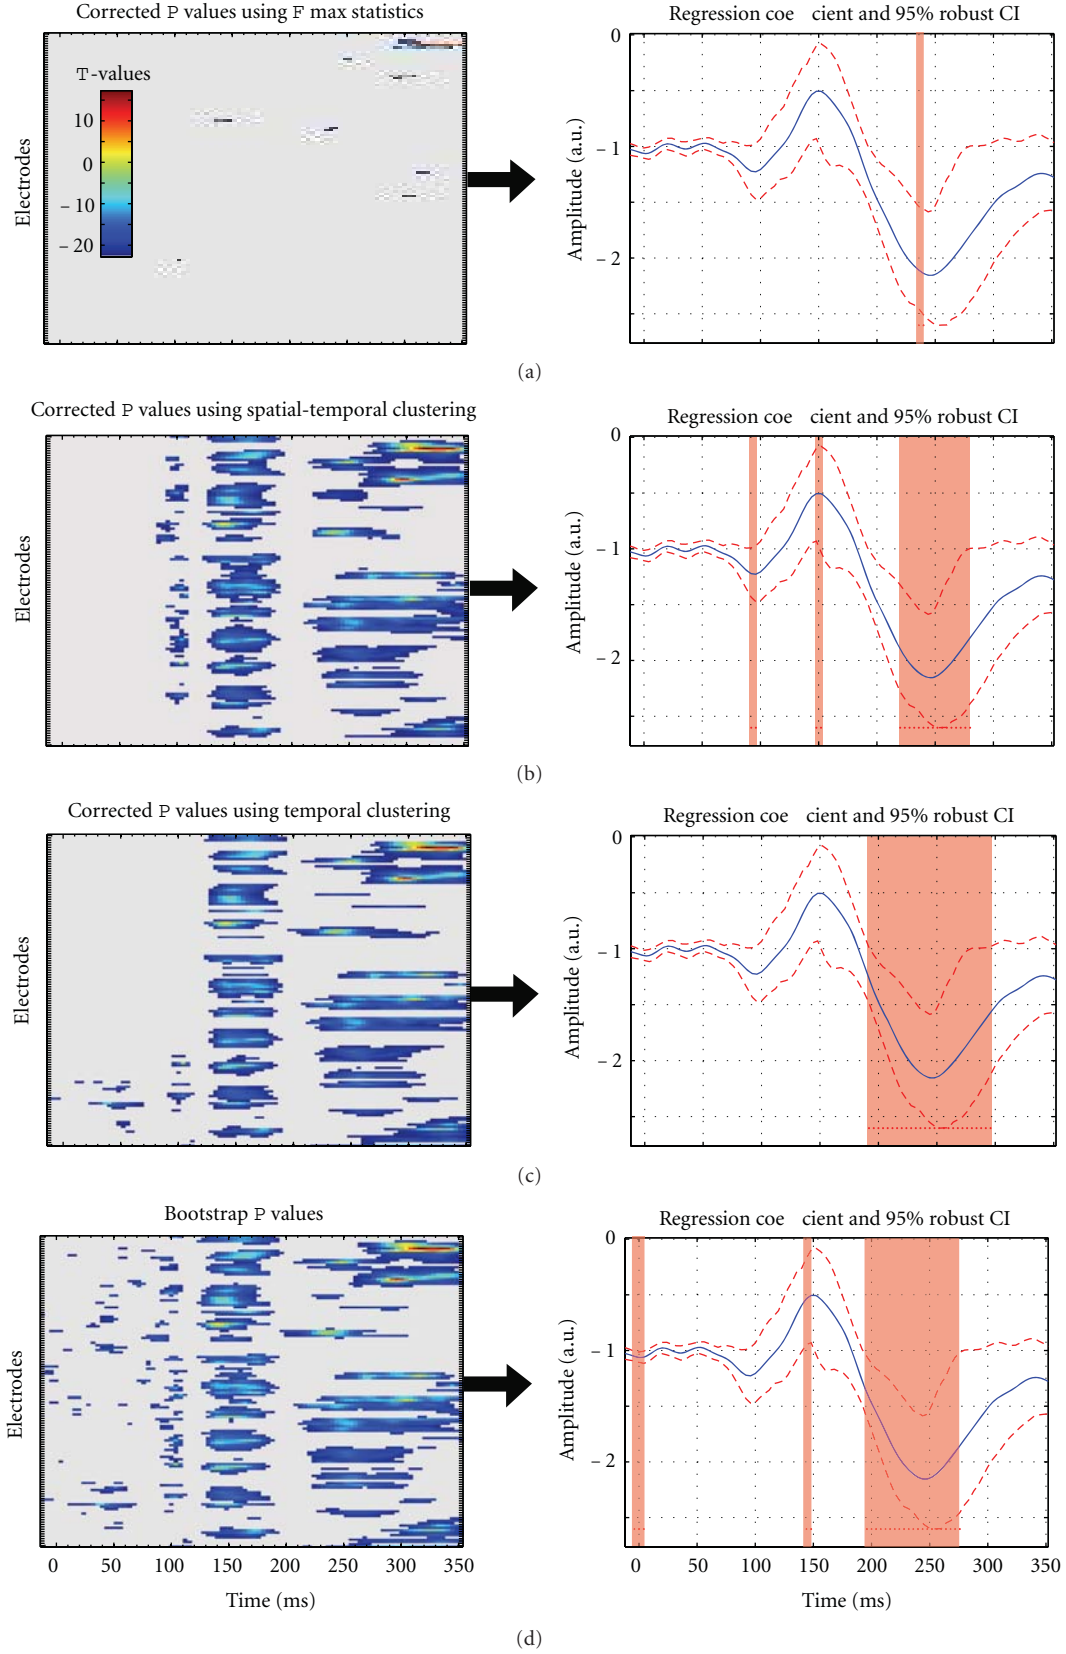 Corrected P values using F max statistics
Regression coe cient and 95% robust CI
T-values
10
0
– 10
– 20
Electrodes
0
– 1
– 2
Amplitude (a.u.)
(a)
Corrected P values using spatial-temporal clustering
Regression coe cient and 95% robust CI
Electrodes
0
– 1
– 2
Amplitude (a.u.)
(b)
Corrected P values using temporal clustering
Regression coe cient and 95% robust CI
Electrodes
0
– 1
– 2
Amplitude (a.u.)
(c)
Bootstrap P values
Regression coe cient and 95% robust CI
Electrodes
0
– 1
– 2
Amplitude (a.u.)
0 50 100 150 200 250 300 350
0 50 100 150 200 250 300 350
Time (ms)
Time (ms)
(d)